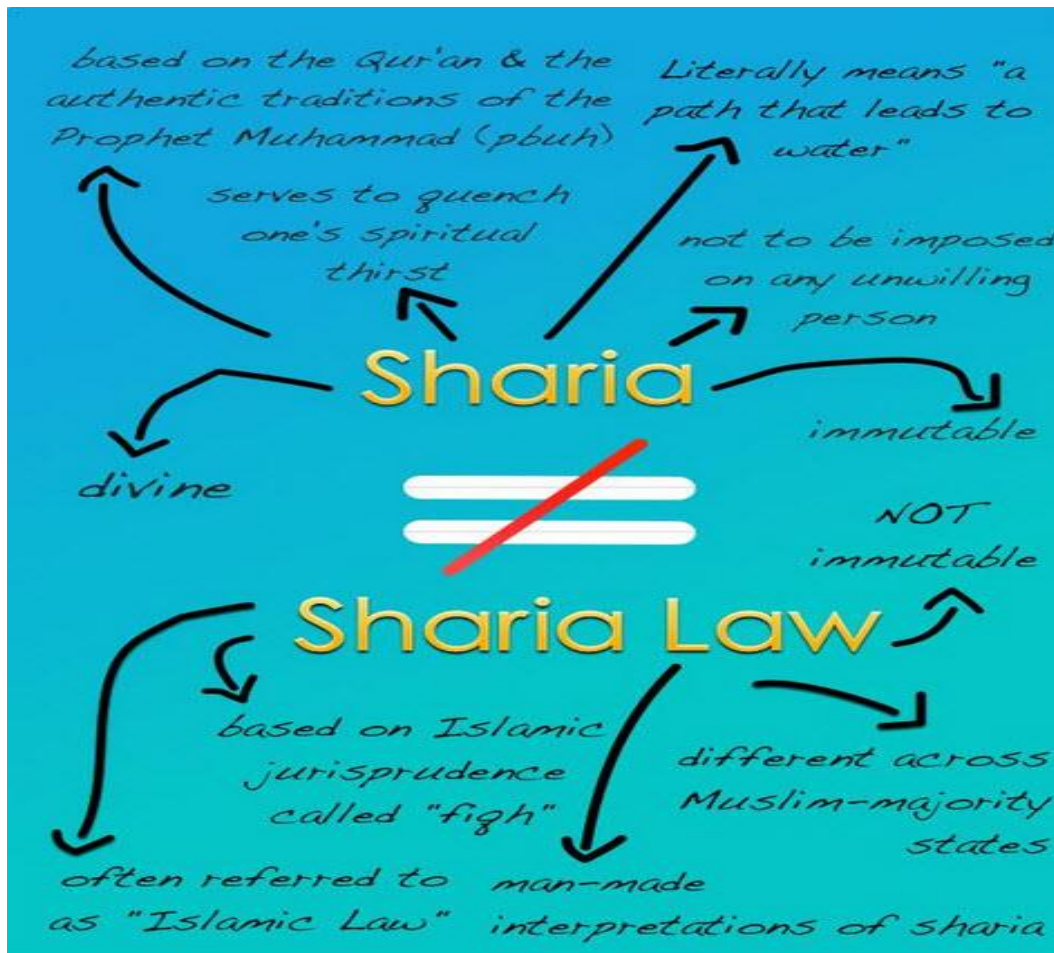 based on the Qur'an & the
authentic traditions of the
Prophet Muhammad (pbuh)
Literally means "a
path that leads to
water"
serves to quench
one's spiritual
thirst
not to be imposed
on any unwilling
person
Sharia
immutable
divine
NOT
immutable
Sharia Law
based on Islamic
jurisprudence
called "fiqh"
different across
Muslim-majority
states
often referred to
as "Islamic Law"
man-made
interpretations of sharia